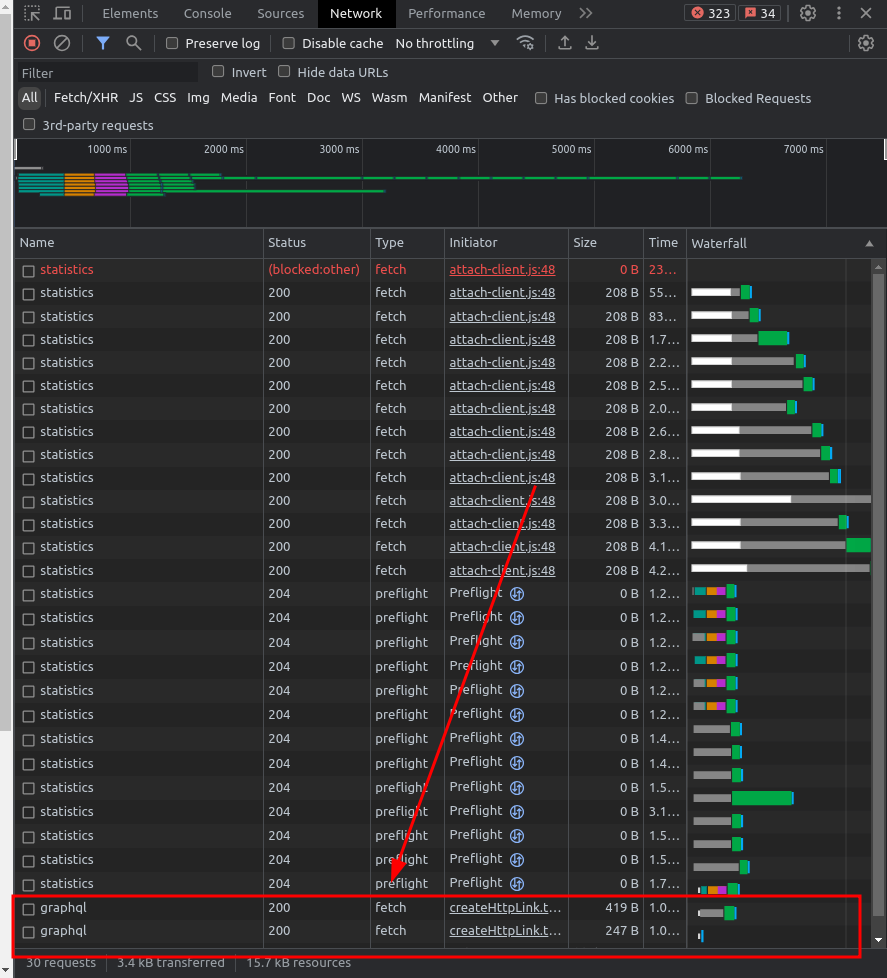 Elements Console Sources Network Performance Memory 323 34
Preserve log Disable cache No throttling
Filter Invert Hide data URLs
All Fetch/XHR JS CSS Img Media Font Doc WS Wasm Manifest Other Has blocked cookies Blocked Requests
3rd-party requests
1000 ms 2000 ms 3000 ms 4000 ms 5000 ms 6000 ms 7000 ms
Name Status Type Initiator Size Time Waterfall
statistics (blocked:other) fetch attach-client.js:48 0 B 23...
statistics 200 fetch attach-client.js:48 208 B 55...
statistics 200 fetch attach-client.js:48 208 B 83...
statistics 200 fetch attach-client.js:48 208 B 1.7...
statistics 200 fetch attach-client.js:48 208 B 2.2...
statistics 200 fetch attach-client.js:48 208 B 2.5...
statistics 200 fetch attach-client.js:48 208 B 2.0...
statistics 200 fetch attach-client.js:48 208 B 2.6...
statistics 200 fetch attach-client.js:48 208 B 2.8...
statistics 200 fetch attach-client.js:48 208 B 3.1...
statistics 200 fetch attach-client.js:48 208 B 3.0...
statistics 200 fetch attach-client.js:48 208 B 3.3...
statistics 200 fetch attach-client.js:48 208 B 4.1...
statistics 200 fetch attach-client.js:48 208 B 4.2...
statistics 204 preflight Preflight 0 B 1.2...
statistics 204 preflight Preflight 0 B 1.2...
statistics 204 preflight Preflight 0 B 1.2...
statistics 204 preflight Preflight 0 B 1.2...
statistics 204 preflight Preflight 0 B 1.2...
statistics 204 preflight Preflight 0 B 1.2...
statistics 204 preflight Preflight 0 B 1.4...
statistics 204 preflight Preflight 0 B 1.4...
statistics 204 preflight Preflight 0 B 1.5...
statistics 204 preflight Preflight 0 B 3.1...
statistics 204 preflight Preflight 0 B 1.5...
statistics 204 preflight Preflight 0 B 1.5...
statistics 204 preflight Preflight 0 B 1.7...
graphql 200 fetch createHttpLink.t... 419 B 1.0...
graphql 200 fetch createHttpLink.t... 247 B 1.0...
30 requests 3.4 kB transferred 15.7 kB resources